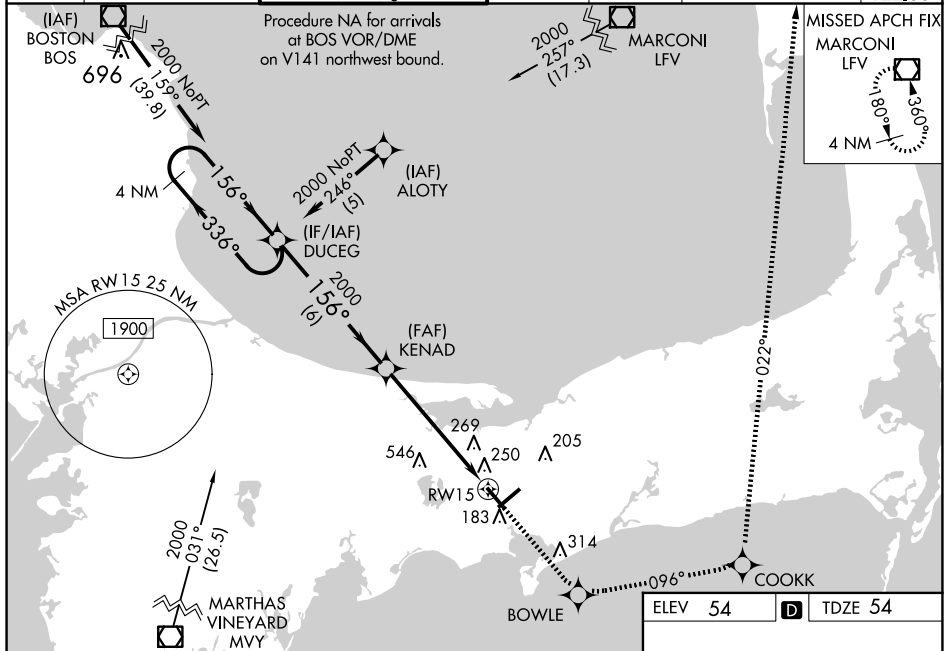 (IAF)
BOSTON
BOS
696
2000 NoPT
159°
(39.8)
Procedure NA for arrivals
at BOS VOR/DME
on V141 northwest bound.
2000
257°
(17.3)
MARCONI
LFV
MISSED APCH FIX
MARCONI
LFV
180°
360°
4 NM
4 NM
156°
336°
2000 NoPT
246°
(5)
(IAF)
ALOTY
(IF/IAF)
DUCEG
2000
156°
(6)
MSA RW15 25 NM
1900
(FAF)
KENAD
022°
269
546
250
205
RW15
183
314
2000
031°
(26.5)
MARTHAS
VINEYARD
MVY
BOWLE
096°
COOKK
ELEV 54
D
TDZE 54